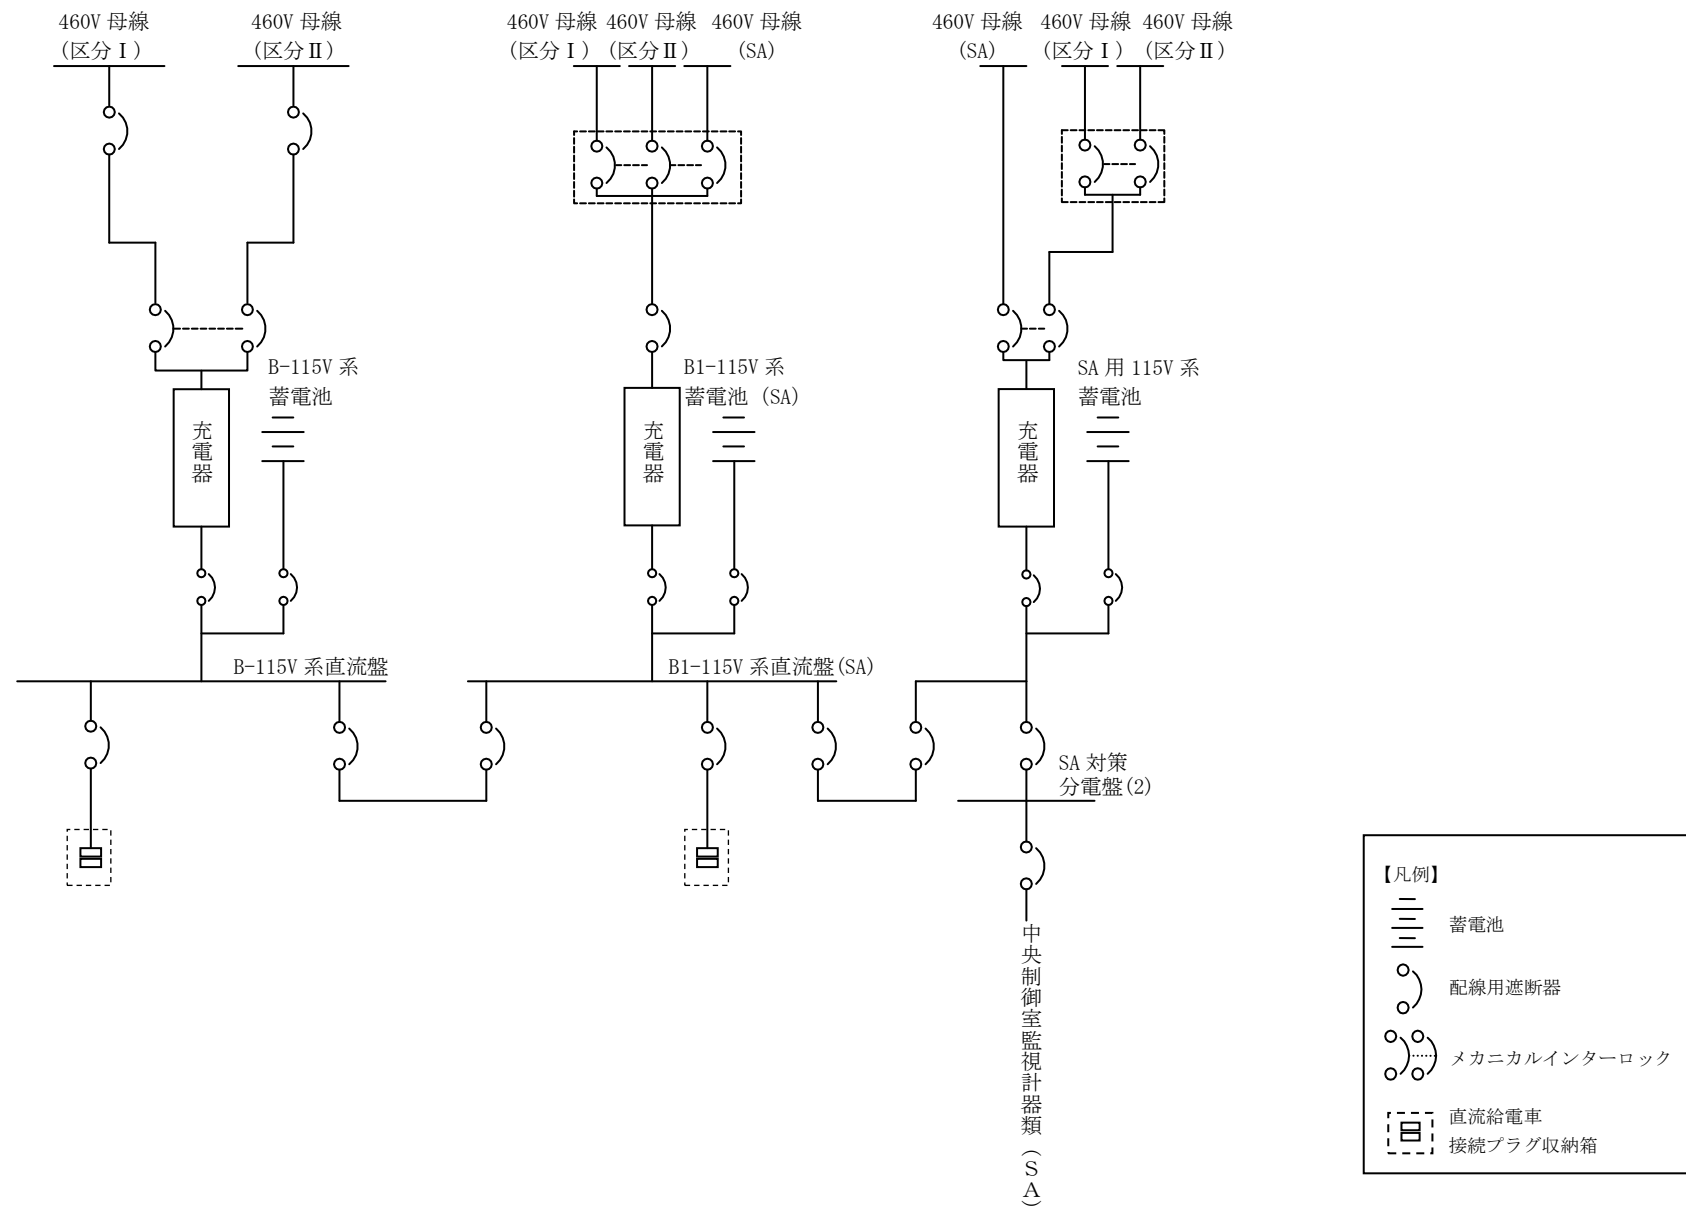 460V 母線
(区分Ⅰ)
460V 母線
(区分Ⅱ)
460V 母線
(区分Ⅰ)
460V 母線
(区分Ⅱ)
460V 母線
(SA)
460V 母線
(SA)
460V 母線
(区分Ⅰ)
460V 母線
(区分Ⅱ)
充電器
B-115V 系
蓄電池
充電器
B1-115V 系
蓄電池 (SA)
充電器
SA 用 115V 系
蓄電池
B-115V 系直流盤
B1-115V 系直流盤(SA)
SA 対策
分電盤(2)
中央制御室監視計器類(SA)
【凡例】
蓄電池
配線用遮断器
メカニカルインターロック
直流給電車
接続プラグ収納箱